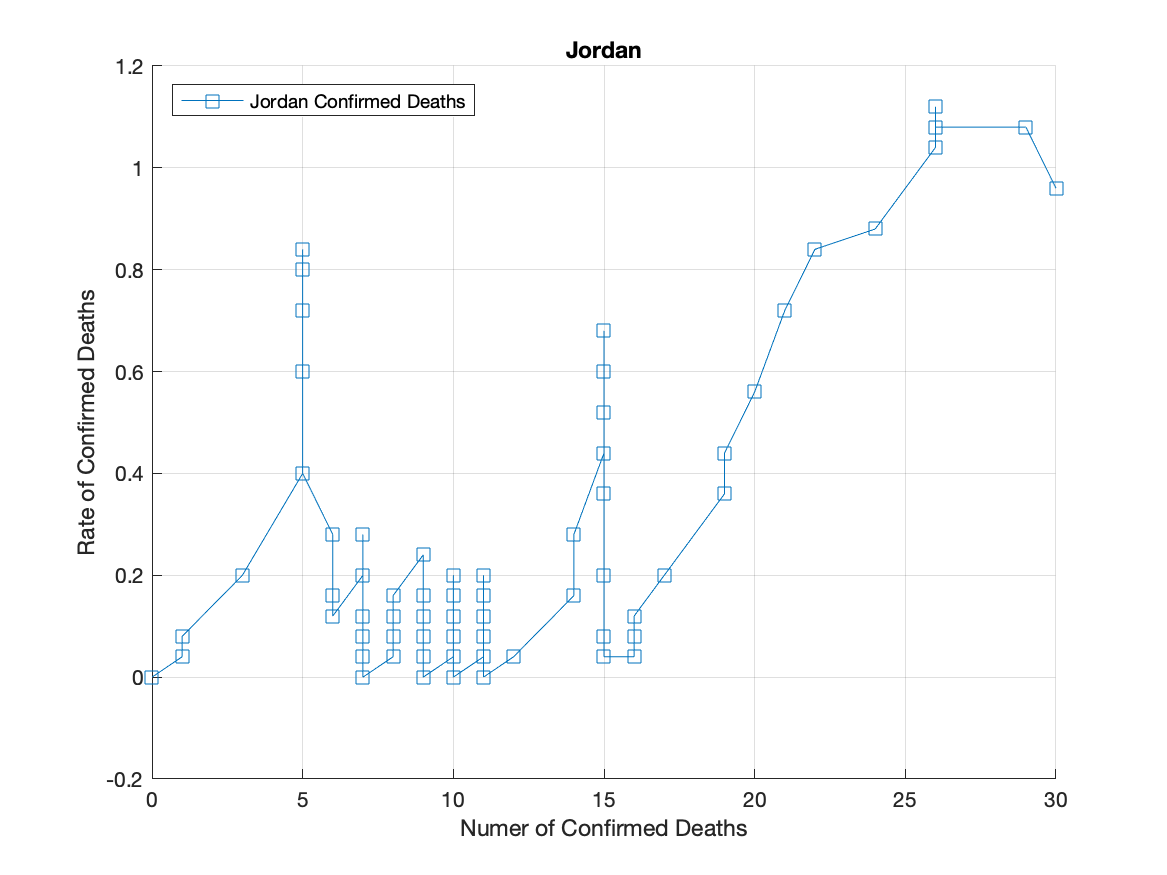 Jordan
1.2
Jordan Confirmed Deaths
1
0.8
0.6
0.4
0.2
0
-0.2
Rate of Confirmed Deaths
0 5 10 15 20 25 30
Numer of Confirmed Deaths